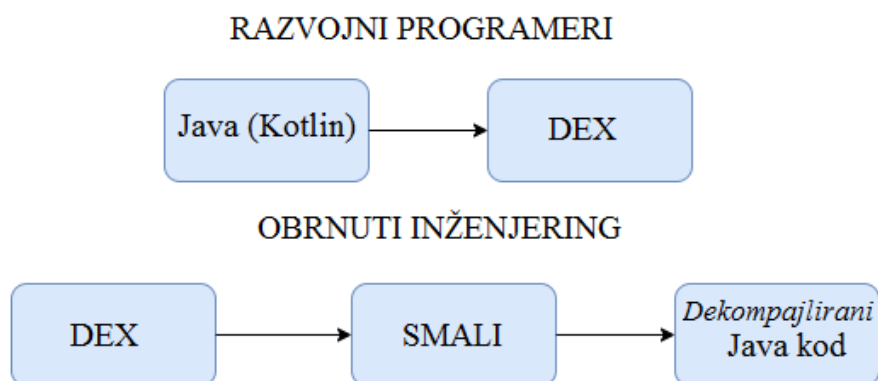 RAZVOJNI PROGRAMERI
Java (Kotlin)
DEX
OBRNUTI INŽENJERING
DEX
SMALI
Dekompajlirani
Java kod